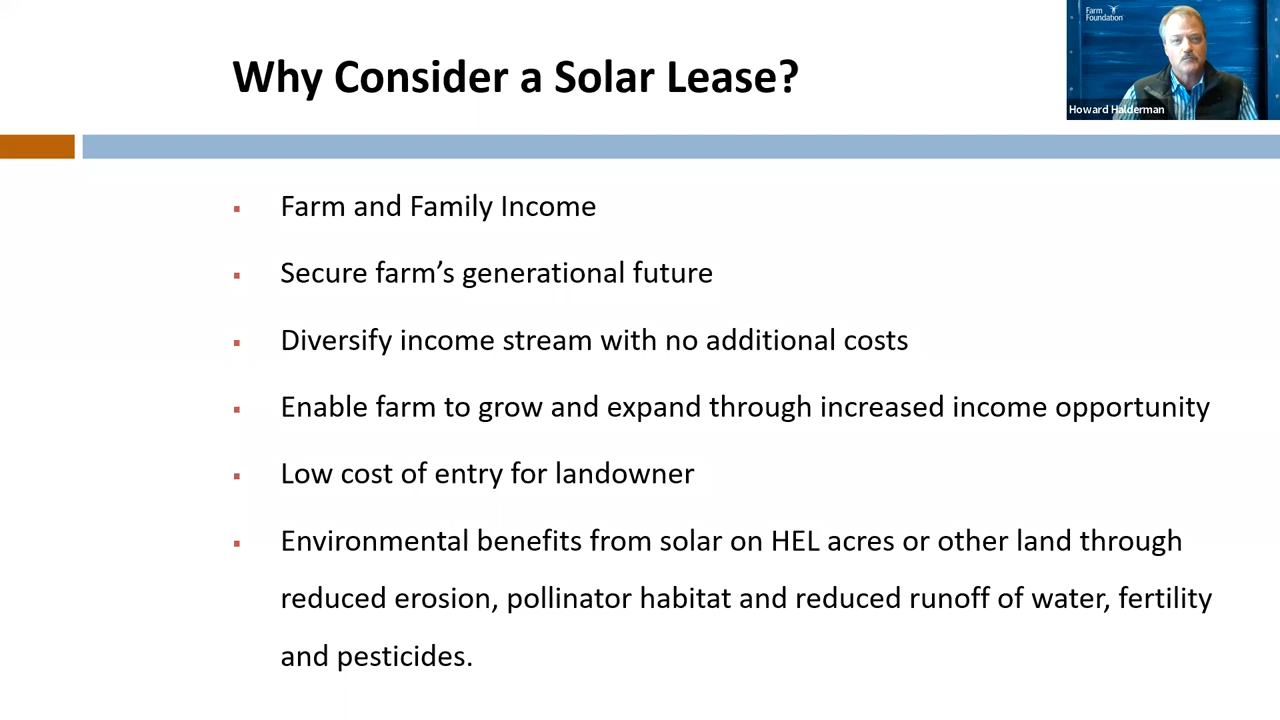 Farm
Foundation
Why Consider a Solar Lease?
Howard Halderman
▪ Farm and Family Income
▪ Secure farm’s generational future
▪ Diversify income stream with no additional costs
▪ Enable farm to grow and expand through increased income opportunity
▪ Low cost of entry for landowner
▪ Environmental benefits from solar on HEL acres or other land through
reduced erosion, pollinator habitat and reduced runoff of water, fertility
and pesticides.